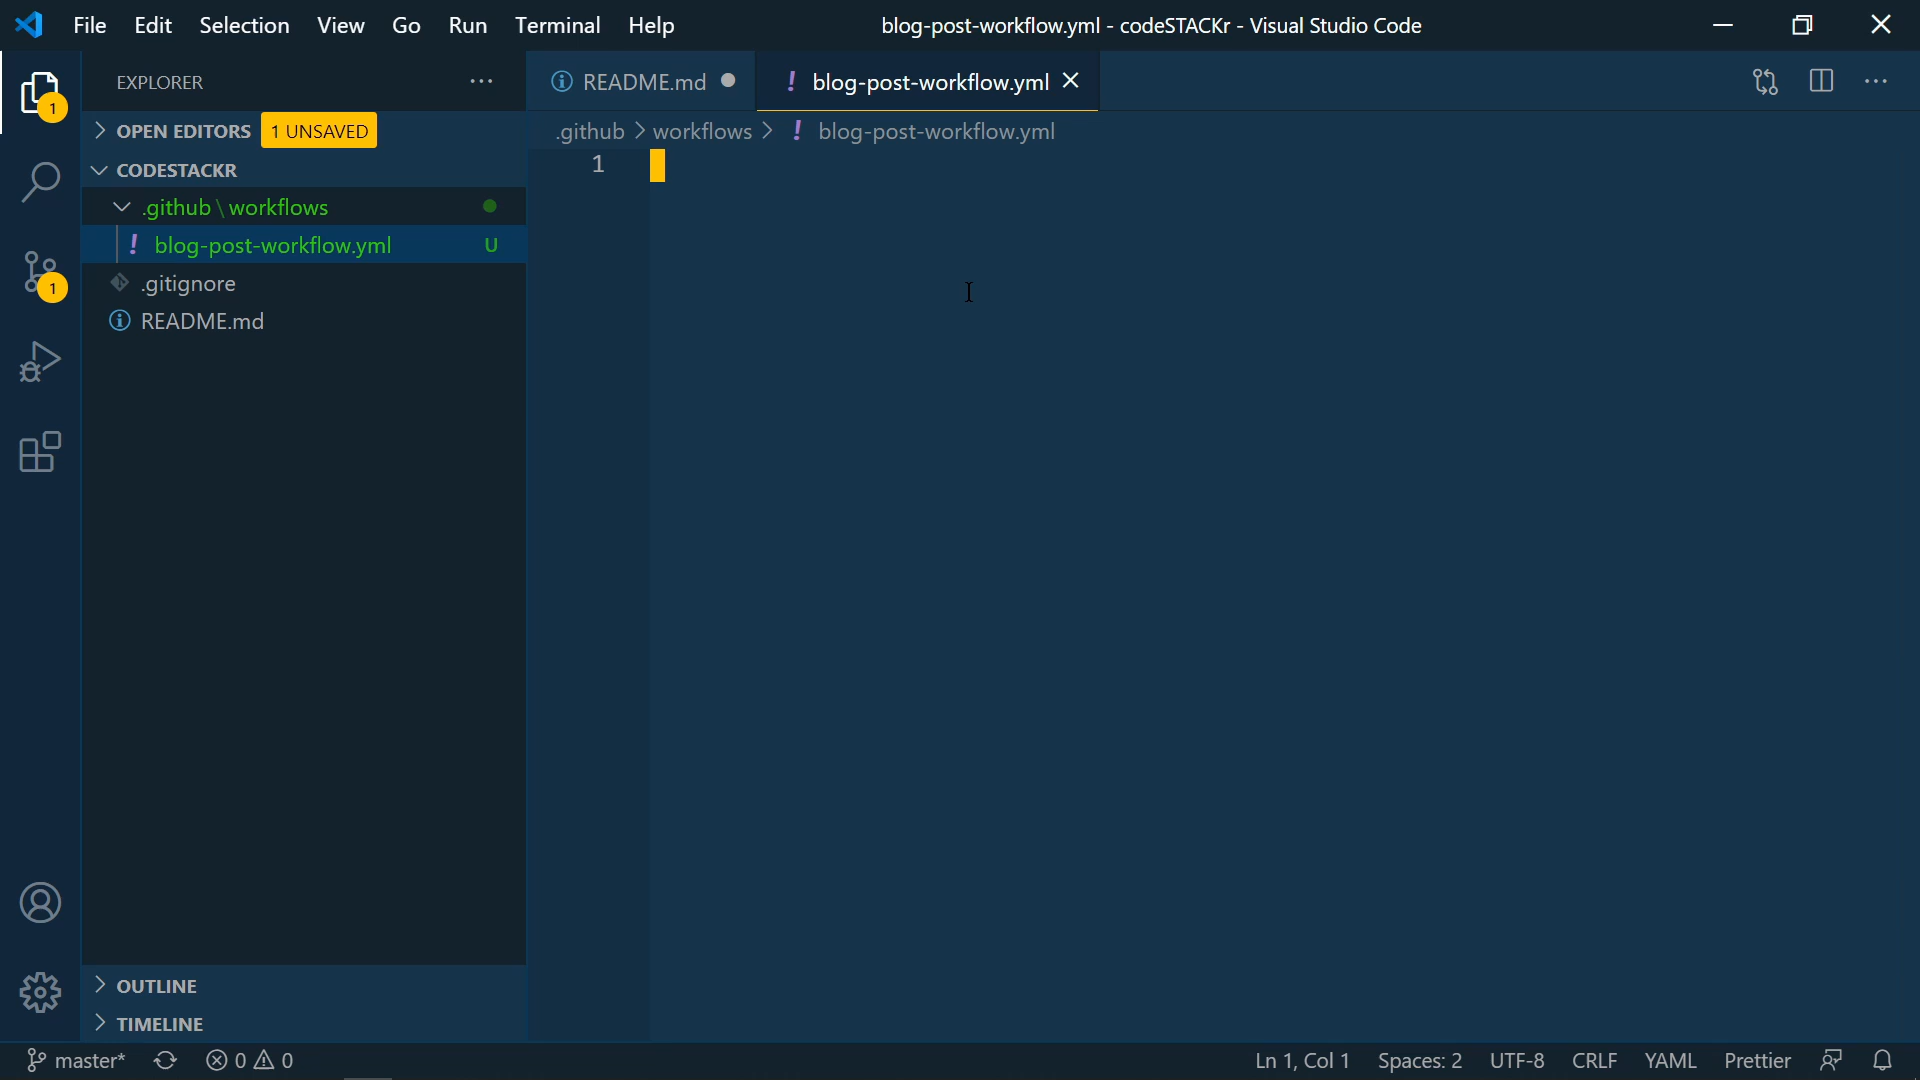 File Edit Selection View Go Run Terminal Help
blog-post-workflow.yml - codeSTACKr - Visual Studio Code
EXPLORER
README.md
! blog-post-workflow.yml
1
OPEN EDITORS 1 UNSAVED
.github > workflows > ! blog-post-workflow.yml
CODESTACKR
1
.github \ workflows
! blog-post-workflow.yml U
.gitignore
1
README.md
OUTLINE
TIMELINE
master* 0 0
Ln 1, Col 1 Spaces: 2 UTF-8 CRLF YAML Prettier